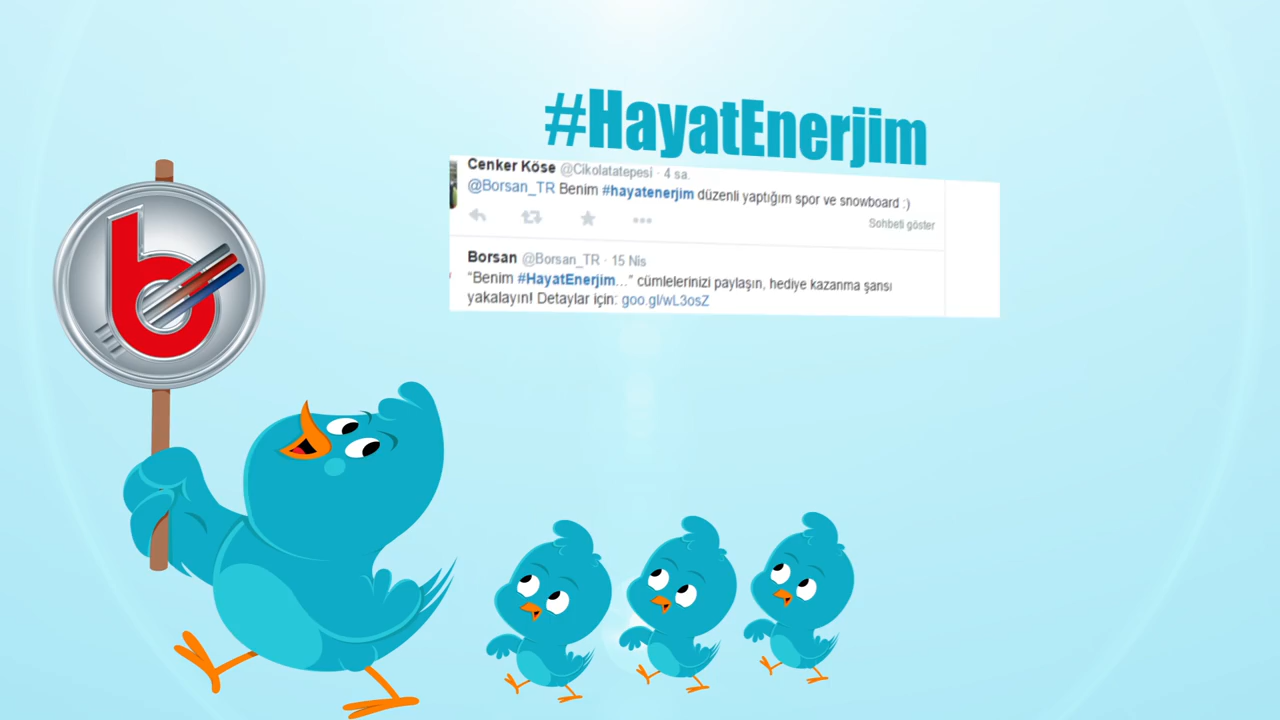 #HayatEnerjim
Cenker Köse @Cikolatatepesi · 4 sa.
@Borsan_TR Benim #hayatenerjim düzenli yaptığım spor ve snowboard :)
Sohbeti göster
Borsan @Borsan_TR · 15 Nis
“Benim #HayatEnerjim...” cümlelerinizi paylaşın, hediye kazanma şansı
yakalayın! Detaylar için: goo.gl/wL3osZ
b